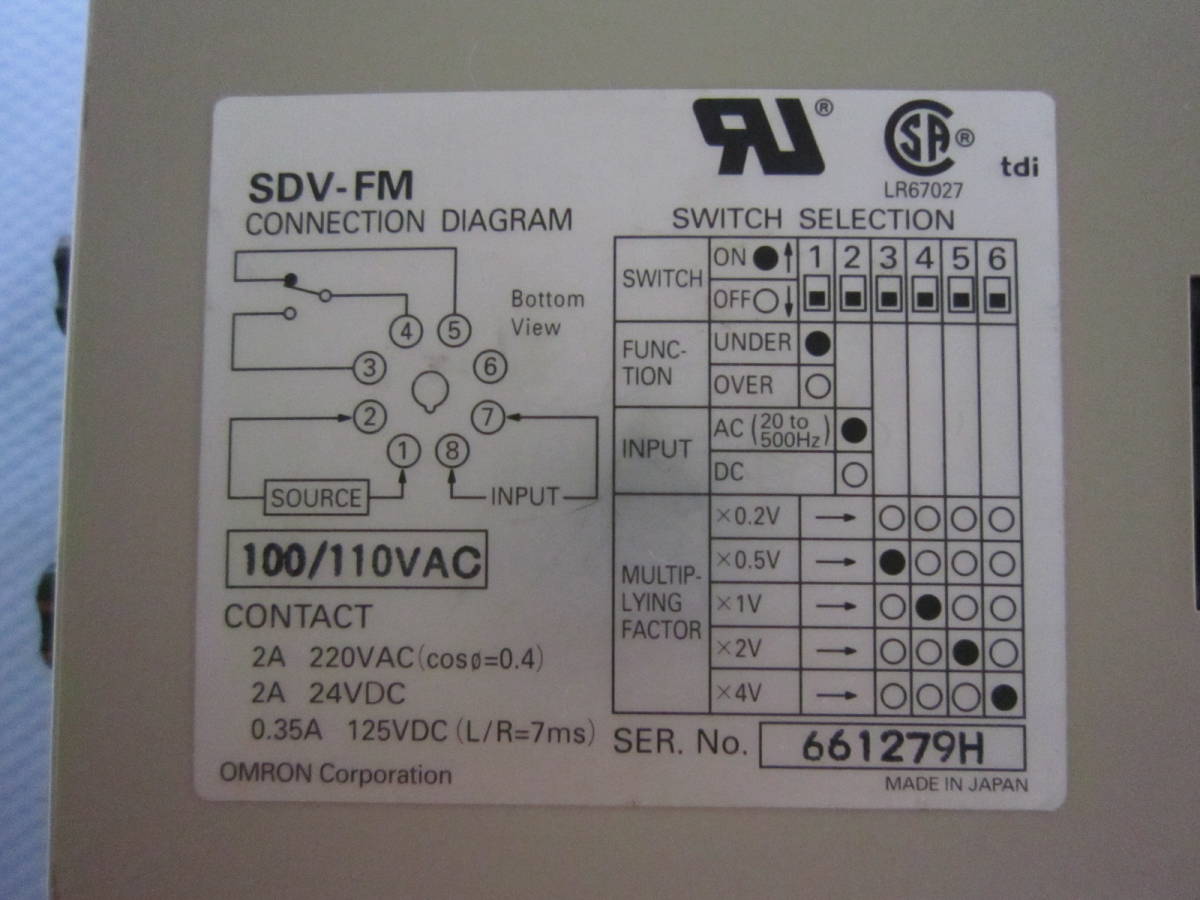 SDV-FM
CONNECTION DIAGRAM
Bottom
View
4 5
3 6
2 7
1 8
SOURCE
INPUT
100/110VAC
CONTACT
2A 220VAC (cosø=0.4)
2A 24VDC
0.35A 125VDC (L/R=7ms)
OMRON Corporation
RU®
CSA®
LR67027
tdi
SWITCH SELECTION
SWITCH ON ●↑ 1 2 3 4 5 6
OFF ○↓
FUNC-
TION
UNDER ●
OVER ○
INPUT
AC (20 to
500Hz) ●
DC ○
MULTIP-
LYING
FACTOR
×0.2V → ○ ○ ○ ○
×0.5V → ● ○ ○ ○
×1V → ○ ● ○ ○
×2V → ○ ○ ● ○
×4V → ○ ○ ○ ●
SER. No. 661279H
MADE IN JAPAN